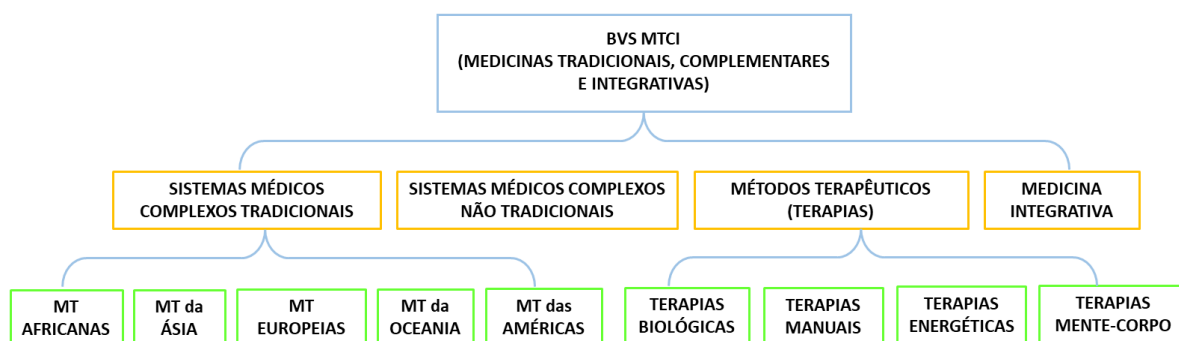 BVS MTCI
(MEDICINAS TRADICIONAIS, COMPLEMENTARES
E INTEGRATIVAS)
SISTEMAS MÉDICOS
COMPLEXOS TRADICIONAIS
SISTEMAS MÉDICOS COMPLEXOS
NÃO TRADICIONAIS
MÉTODOS TERAPÊUTICOS
(TERAPIAS)
MEDICINA
INTEGRATIVA
MT
AFRICANAS
MT da
ÁSIA
MT
EUROPEIAS
MT da
OCEANIA
MT das
AMÉRICAS
TERAPIAS
BIOLÓGICAS
TERAPIAS
MANUAIS
TERAPIAS
ENERGÉTICAS
TERAPIAS
MENTE-CORPO